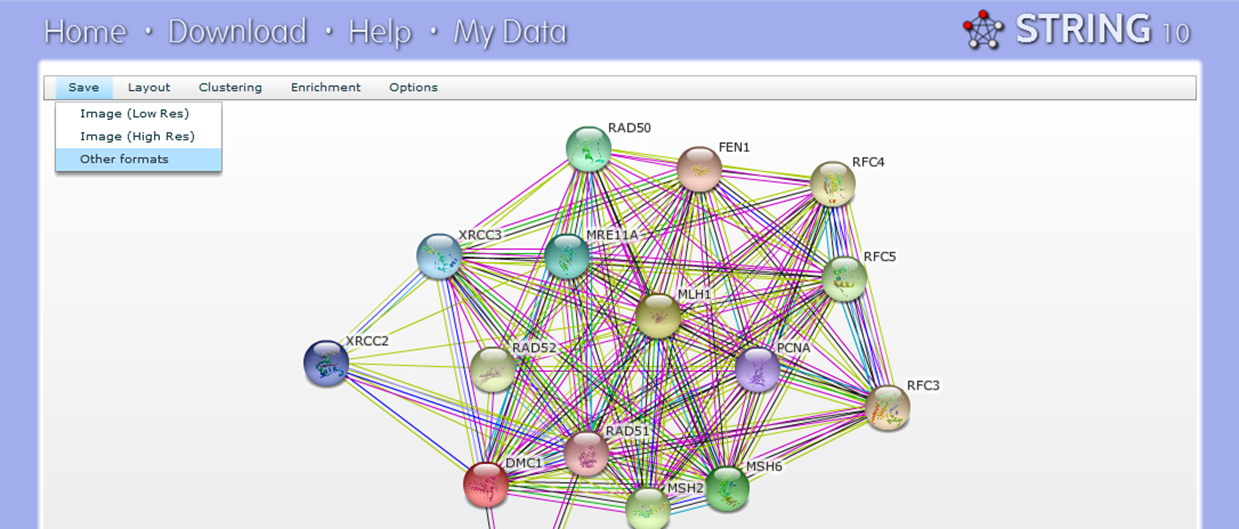 Home • Download • Help • My Data
STRING 10
Save Layout Clustering Enrichment Options
Image (Low Res)
Image (High Res)
Other formats
RAD50
FEN1
RFC4
XRCC3
MRE11A
RFC5
MLH1
XRCC2
RAD52
PCNA
RFC3
RAD51
DMC1
MSH6
MSH2